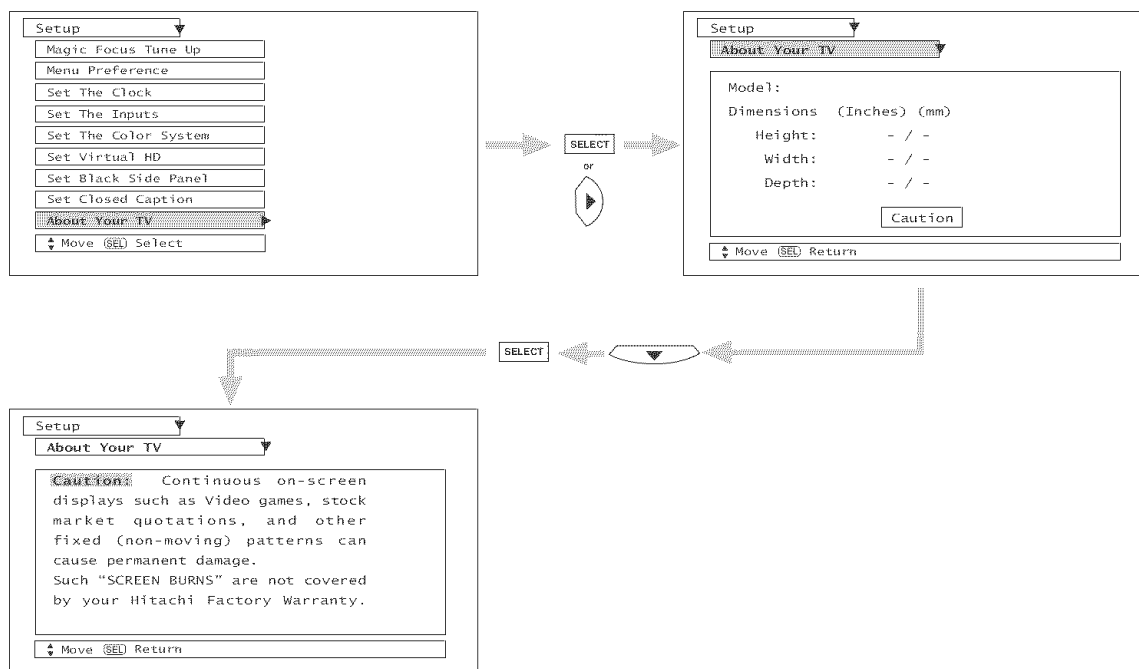 Setup
Magic Focus Tune Up
Menu Preference
Set The Clock
Set The Inputs
Set The Color System
Set Virtual HD
Set Black Side Panel
Set Closed Caption
About Your TV
Move SEL Select
SELECT
or
Setup
About Your TV
Model:
Dimensions (Inches) (mm)
Height: - / -
Width: - / -
Depth: - / -
Caution
Move SEL Return
SELECT
Setup
About Your TV
Caution: Continuous on-screen
displays such as Video games, stock
market quotations, and other
fixed (non-moving) patterns can
cause permanent damage.
Such “SCREEN BURNS” are not covered
by your Hitachi Factory Warranty.
Move SEL Return